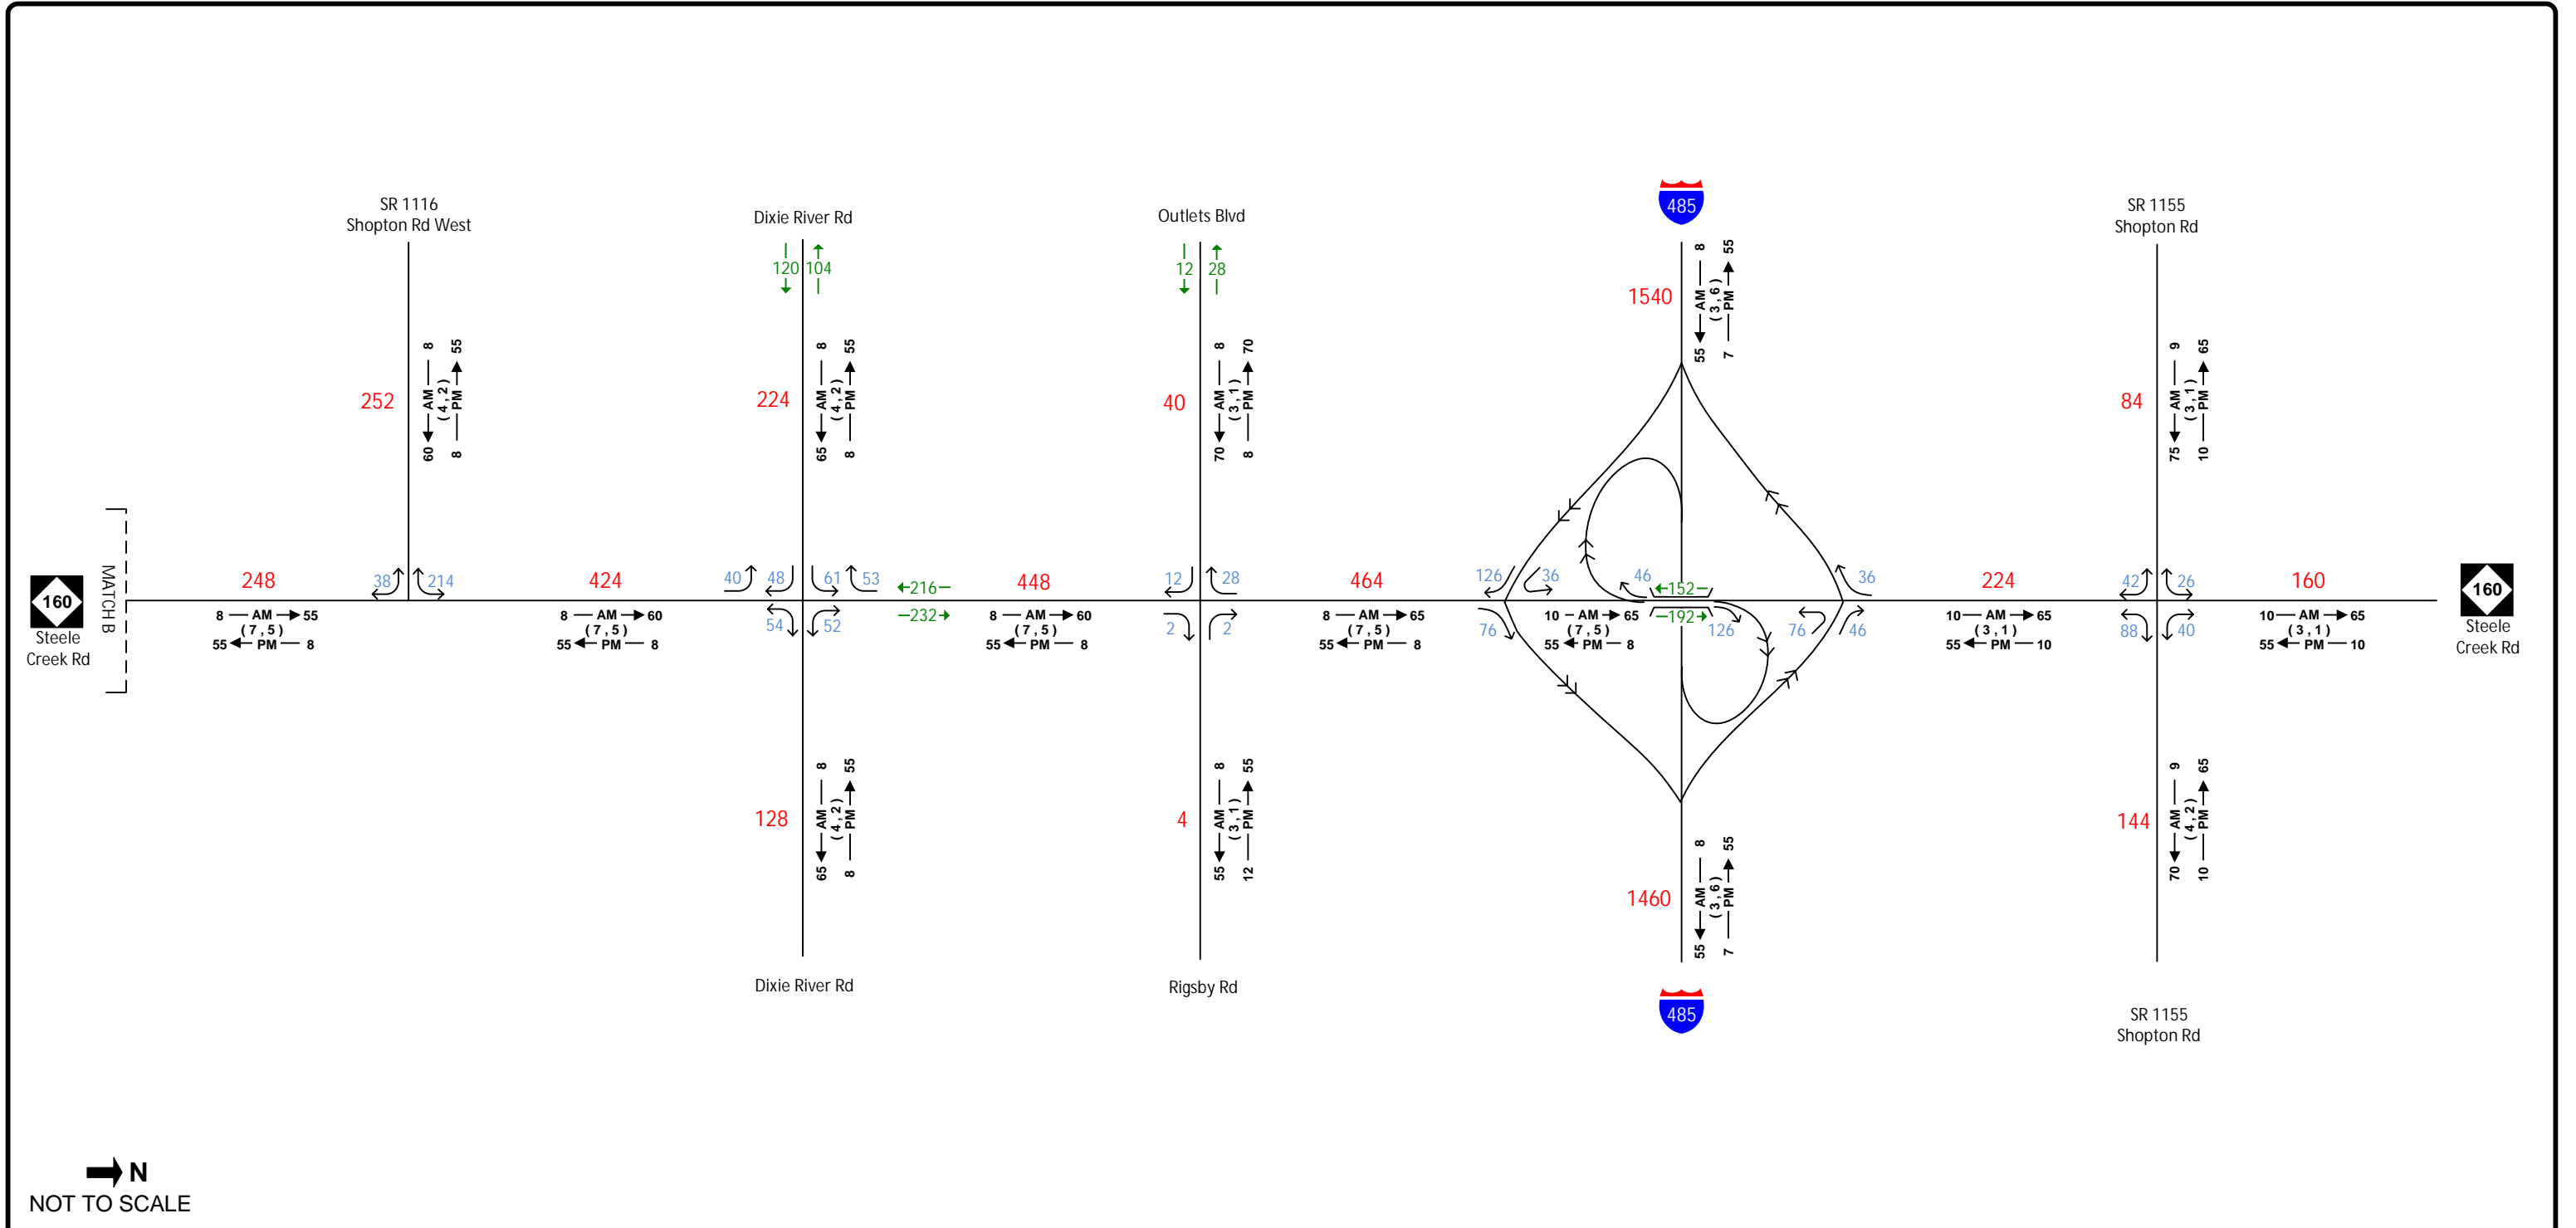 SR 1116
Shopton Rd West
Dixie River Rd
Outlets Blvd
485
SR 1155
Shopton Rd
120 104
12 28
1540
8 AM 55
(3,6)
7 PM 55
252
8 AM 60
(4,2)
8 PM 55
224
8 AM 65
(4,2)
8 PM 55
40
8 AM 70
(3,1)
8 PM 70
84
9 AM 75
(3,1)
10 PM 65
160
Steele
Creek Rd
MATCH B
248
8 AM 55
(7,5)
55 PM 8
38 214
424
8 AM 60
(7,5)
55 PM 8
40 48 61 53
54 52
216
232
448
8 AM 60
(7,5)
55 PM 8
12 28
2 2
464
8 AM 65
(7,5)
55 PM 8
126 36 46 152 36
76
10 AM 65
(7,5)
55 PM 8
192 126 76 46
224
10 AM 65
(3,1)
55 PM 10
42 26
88 40
160
10 AM 65
(3,1)
55 PM 10
160
Steele
Creek Rd
128
8 AM 65
(4,2)
8 PM 55
4
8 AM 55
(3,1)
12 PM 55
1460
8 AM 55
(3,6)
7 PM 55
144
9 AM 70
(4,2)
10 PM 65
Dixie River Rd
Rigsby Rd
485
SR 1155
Shopton Rd
N
NOT TO SCALE